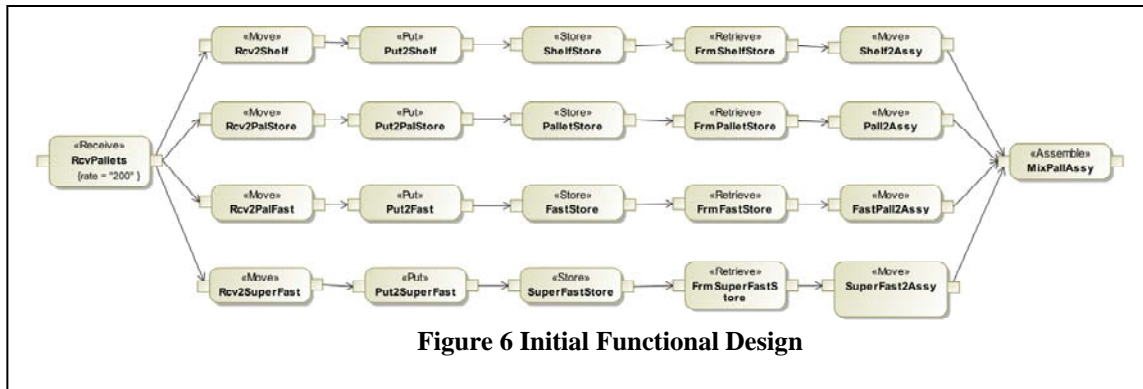 «Receive»
RcvPallets
{rate = "200" }
«Move»
Rcv2Shelf
«Put»
Put2Shelf
«Store»
ShelfStore
«Retrieve»
FrmShelfStore
«Move»
Shelf2Assy
«Move»
Rcv2PalStore
«Put»
Put2PalStore
«Store»
PalletStore
«Retrieve»
FrmPalletStore
«Move»
Pall2Assy
«Move»
Rcv2PalFast
«Put»
Put2Fast
«Store»
FastStore
«Retrieve»
FrmFastStore
«Move»
FastPall2Assy
«Move»
Rcv2SuperFast
«Put»
Put2SuperFast
«Store»
SuperFastStore
«Retrieve»
FrmSuperFastS
tore
«Move»
SuperFast2Assy
«Assemble»
MixPallAssy
Figure 6 Initial Functional Design